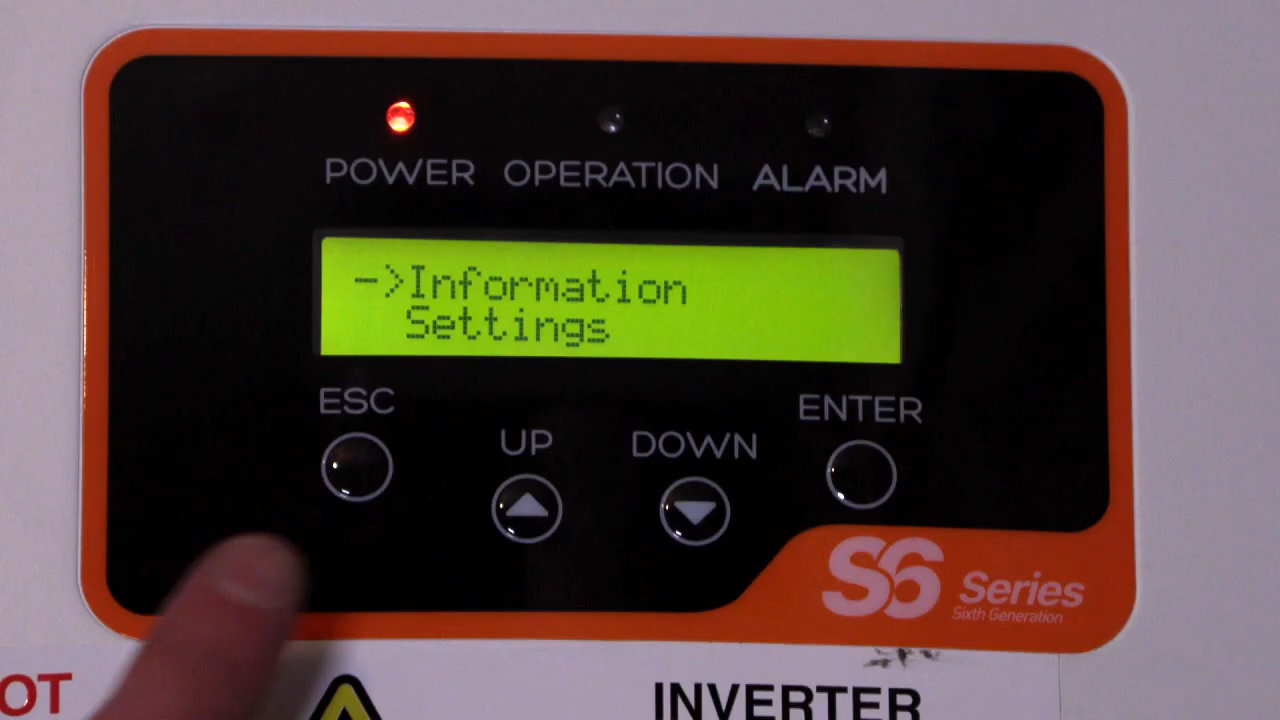 POWER OPERATION ALARM
->Information
Settings
ESC UP DOWN ENTER
S6 Series
Sixth Generation
OT INVERTER